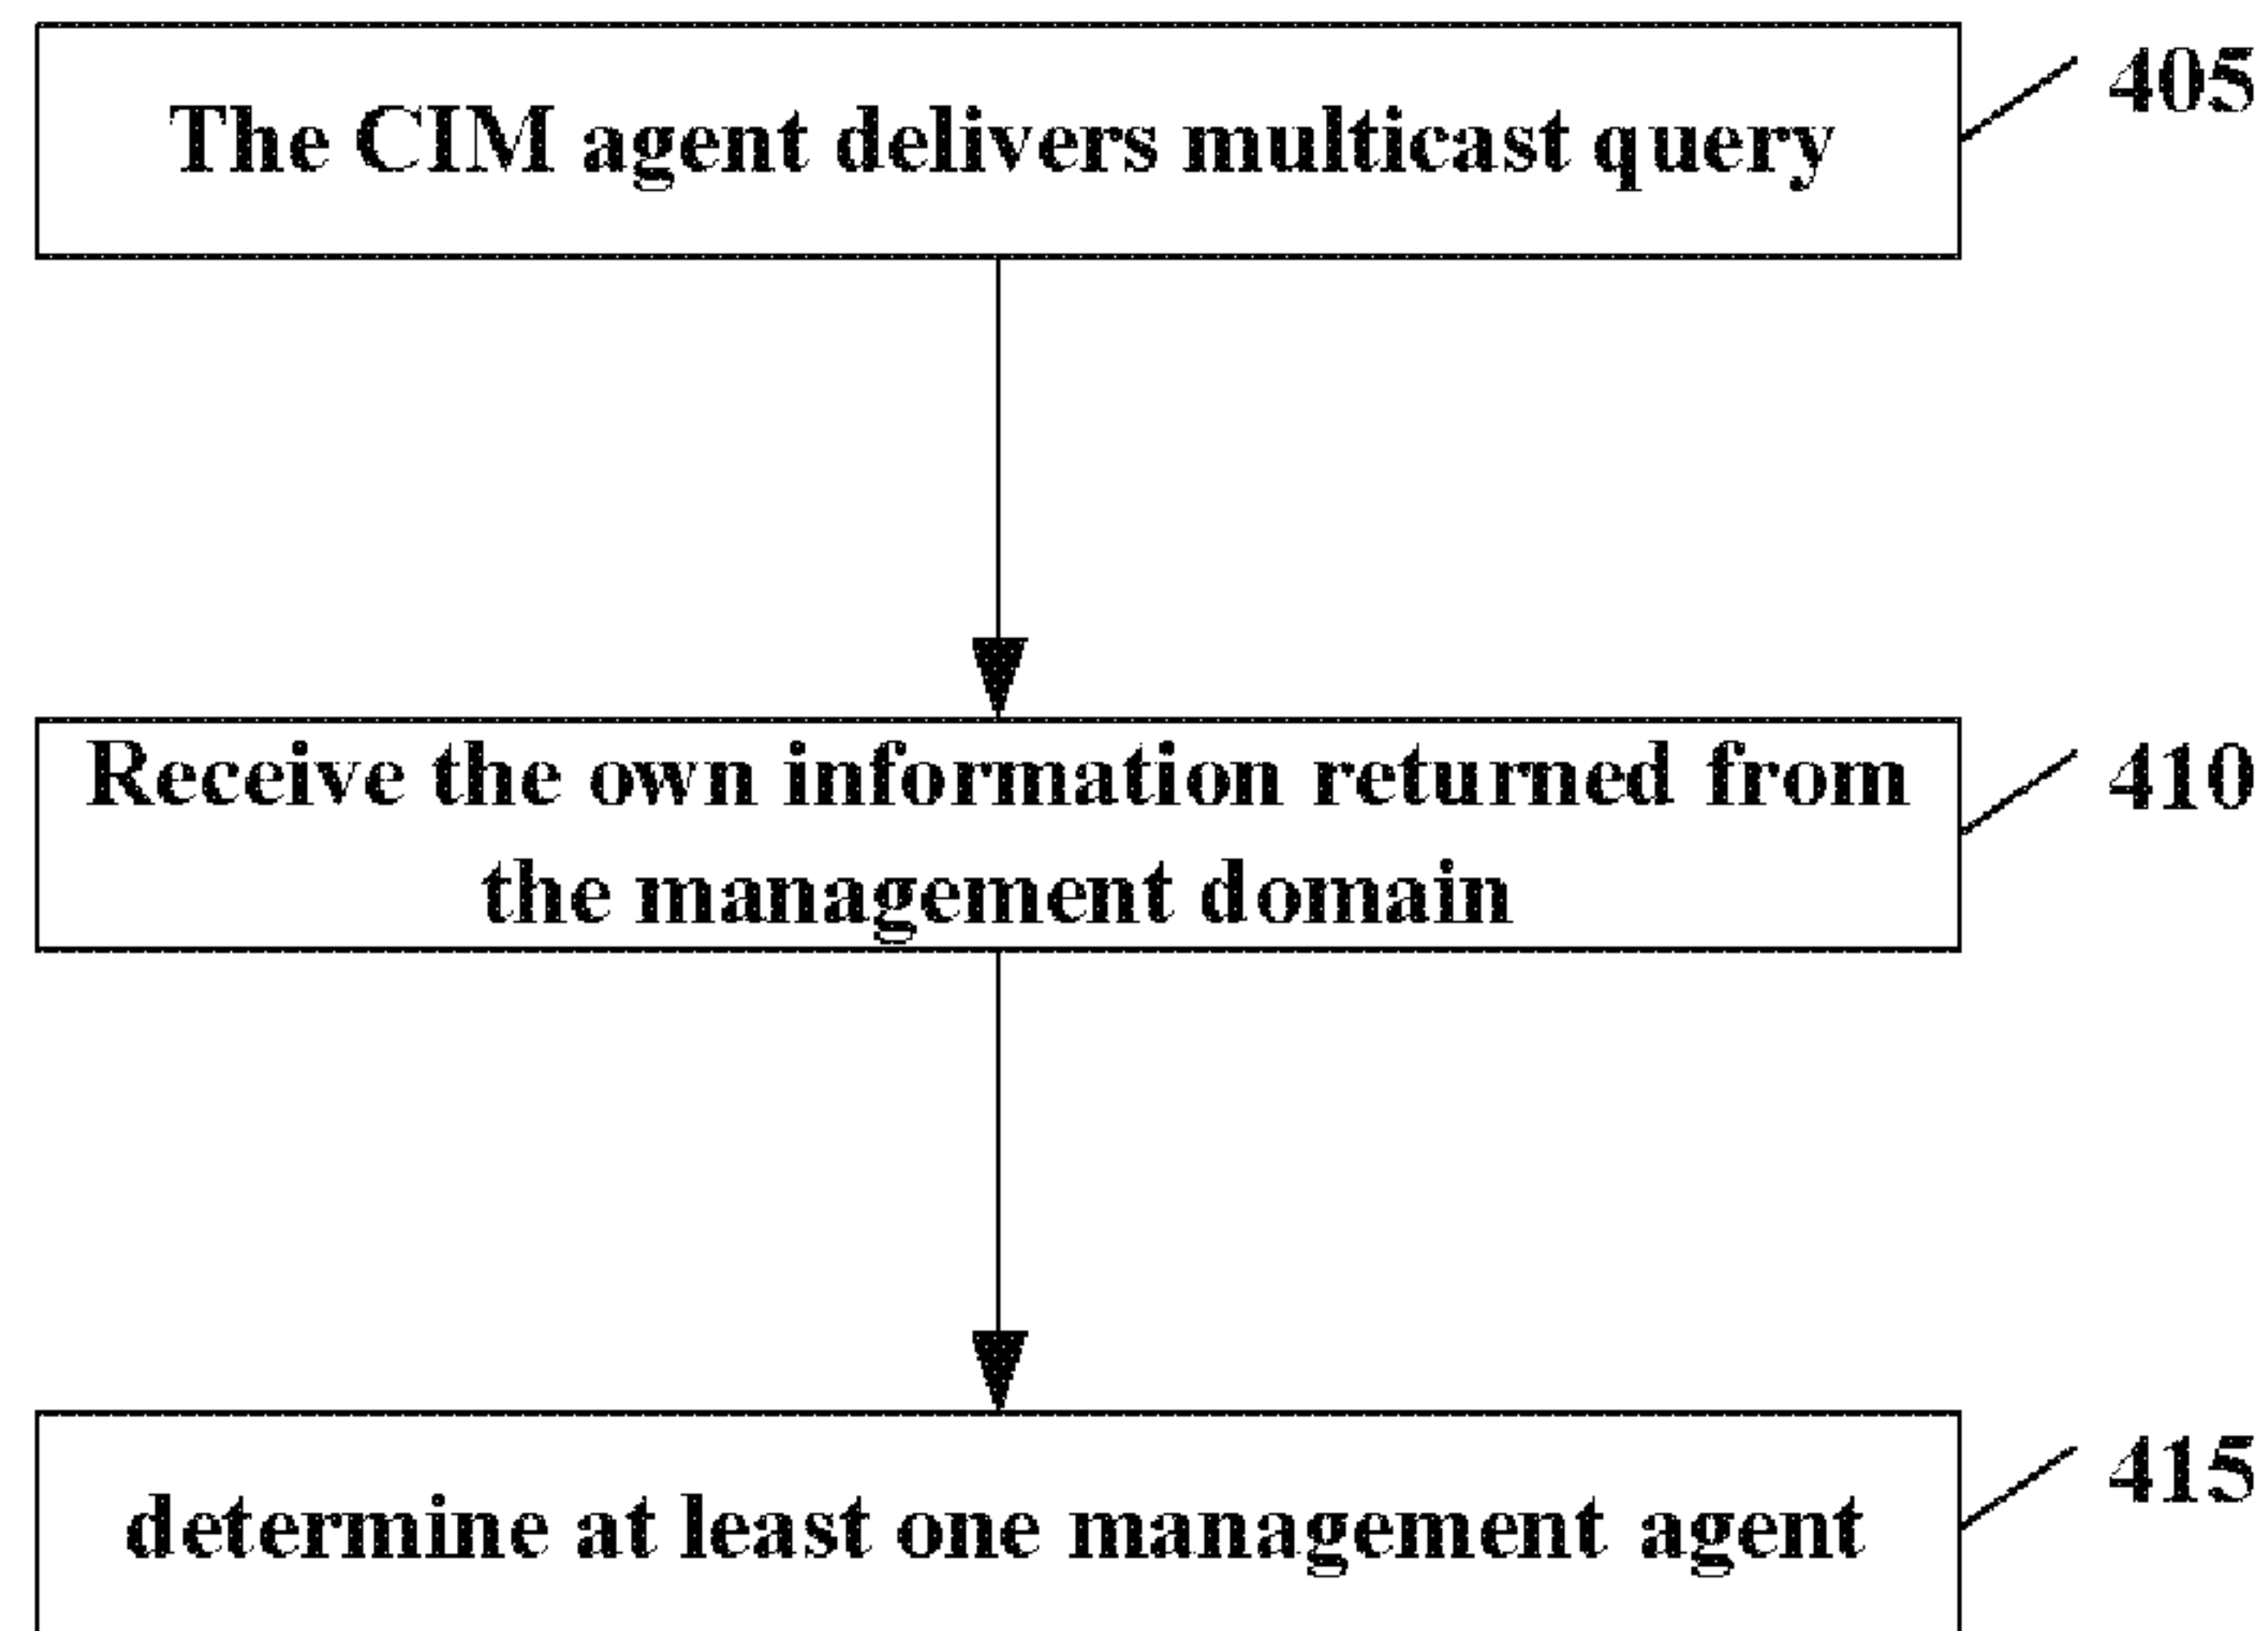 The CIM agent delivers multicast query
405
Receive the own information returned from
the management domain
410
determine at least one management agent
415